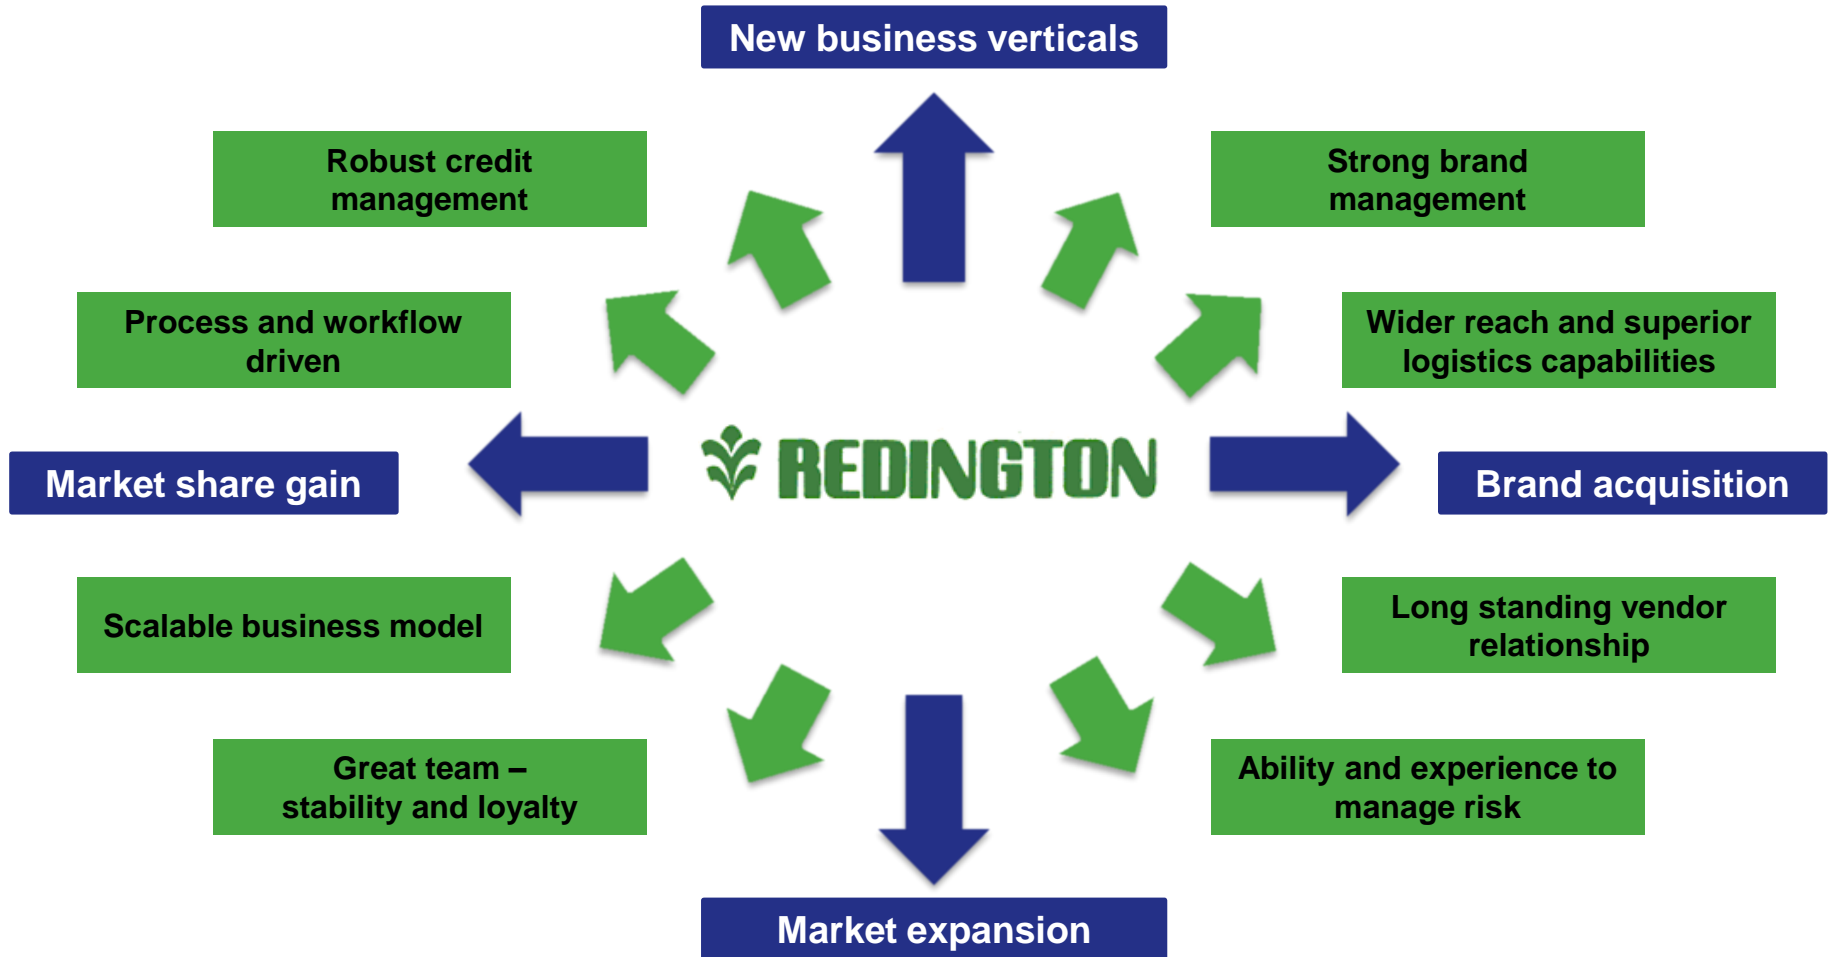 New business verticals
Robust credit
management
Strong brand
management
Process and workflow
driven
Wider reach and superior
logistics capabilities
Market share gain
REDINGTON
Brand acquisition
Scalable business model
Long standing vendor
relationship
Great team –
stability and loyalty
Ability and experience to
manage risk
Market expansion